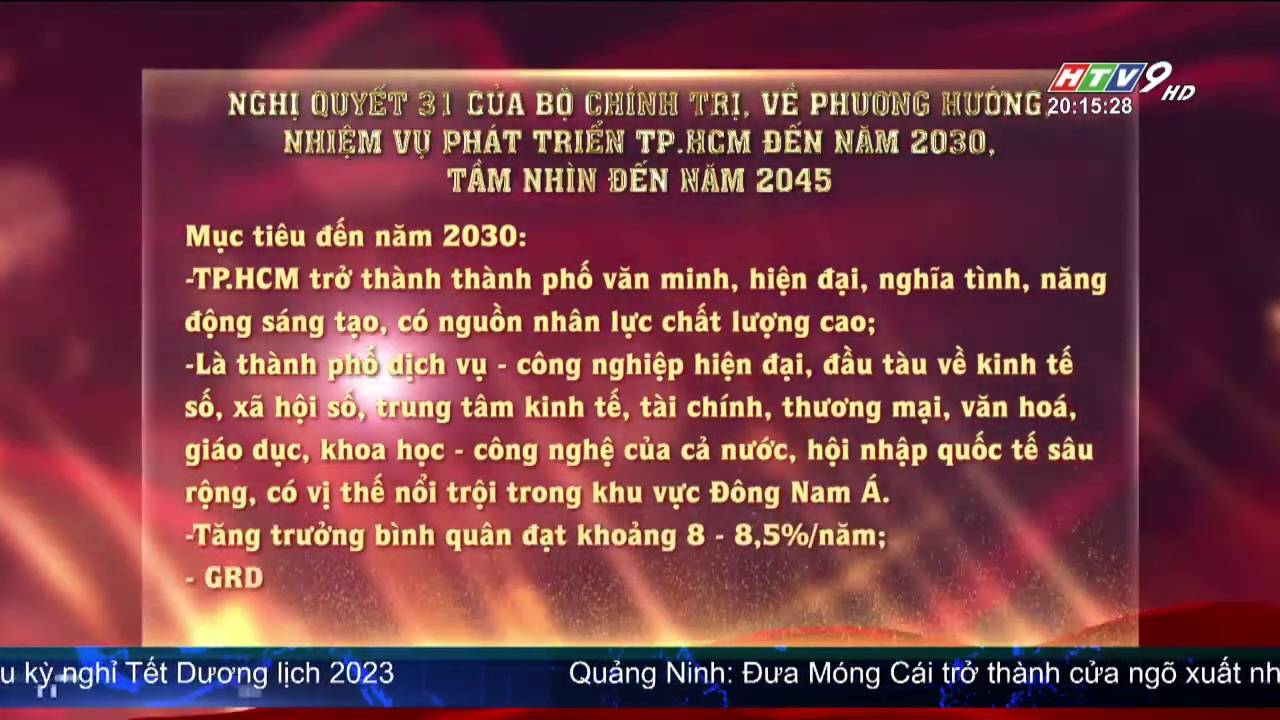 HTV9 HD
20:15:28
NGHỊ QUYẾT 31 CỦA BỘ CHÍNH TRỊ, VỀ PHƯƠNG HƯỚNG,
NHIỆM VỤ PHÁT TRIỂN TP.HCM ĐẾN NĂM 2030,
TẦM NHÌN ĐẾN NĂM 2045
Mục tiêu đến năm 2030:
-TP.HCM trở thành thành phố văn minh, hiện đại, nghĩa tình, năng
động sáng tạo, có nguồn nhân lực chất lượng cao;
-Là thành phố dịch vụ - công nghiệp hiện đại, đầu tàu về kinh tế
số, xã hội số, trung tâm kinh tế, tài chính, thương mại, văn hoá,
giáo dục, khoa học - công nghệ của cả nước, hội nhập quốc tế sâu
rộng, có vị thế nổi trội trong khu vực Đông Nam Á.
-Tăng trưởng bình quân đạt khoảng 8 - 8,5%/năm;
- GRD
u kỳ nghỉ Tết Dương lịch 2023 Quảng Ninh: Đưa Móng Cái trở thành cửa ngõ xuất nh